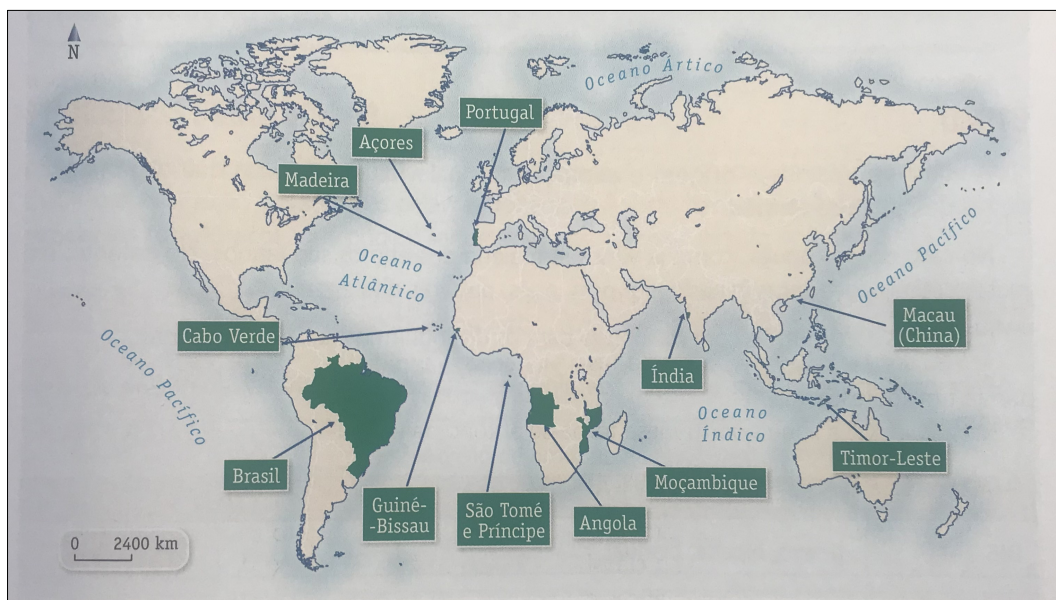 N
Oceano Ártico
Portugal
Açores
Madeira
Oceano
Atlântico
Oceano Pacífico
Cabo Verde
Macau
(China)
Oceano Pacífico
Índia
Oceano
Índico
Brasil
Guiné-
-Bissau
São Tomé
e Príncipe
Angola
Moçambique
Timor-Leste
0 2400 km